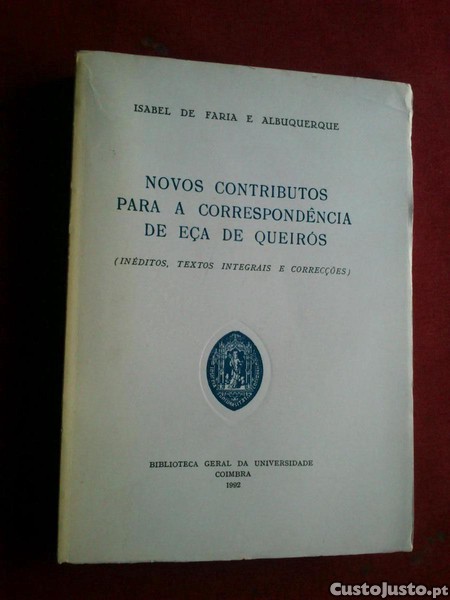 ISABEL DE FARIA E ALBUQUERQUE
NOVOS CONTRIBUTOS
PARA A CORRESPONDÊNCIA
DE EÇA DE QUEIRÓS
(INÉDITOS, TEXTOS INTEGRAIS E CORRECÇÕES)
BIBLIOTECA GERAL DA UNIVERSIDADE
COIMBRA
1992
CustoJusto.pt